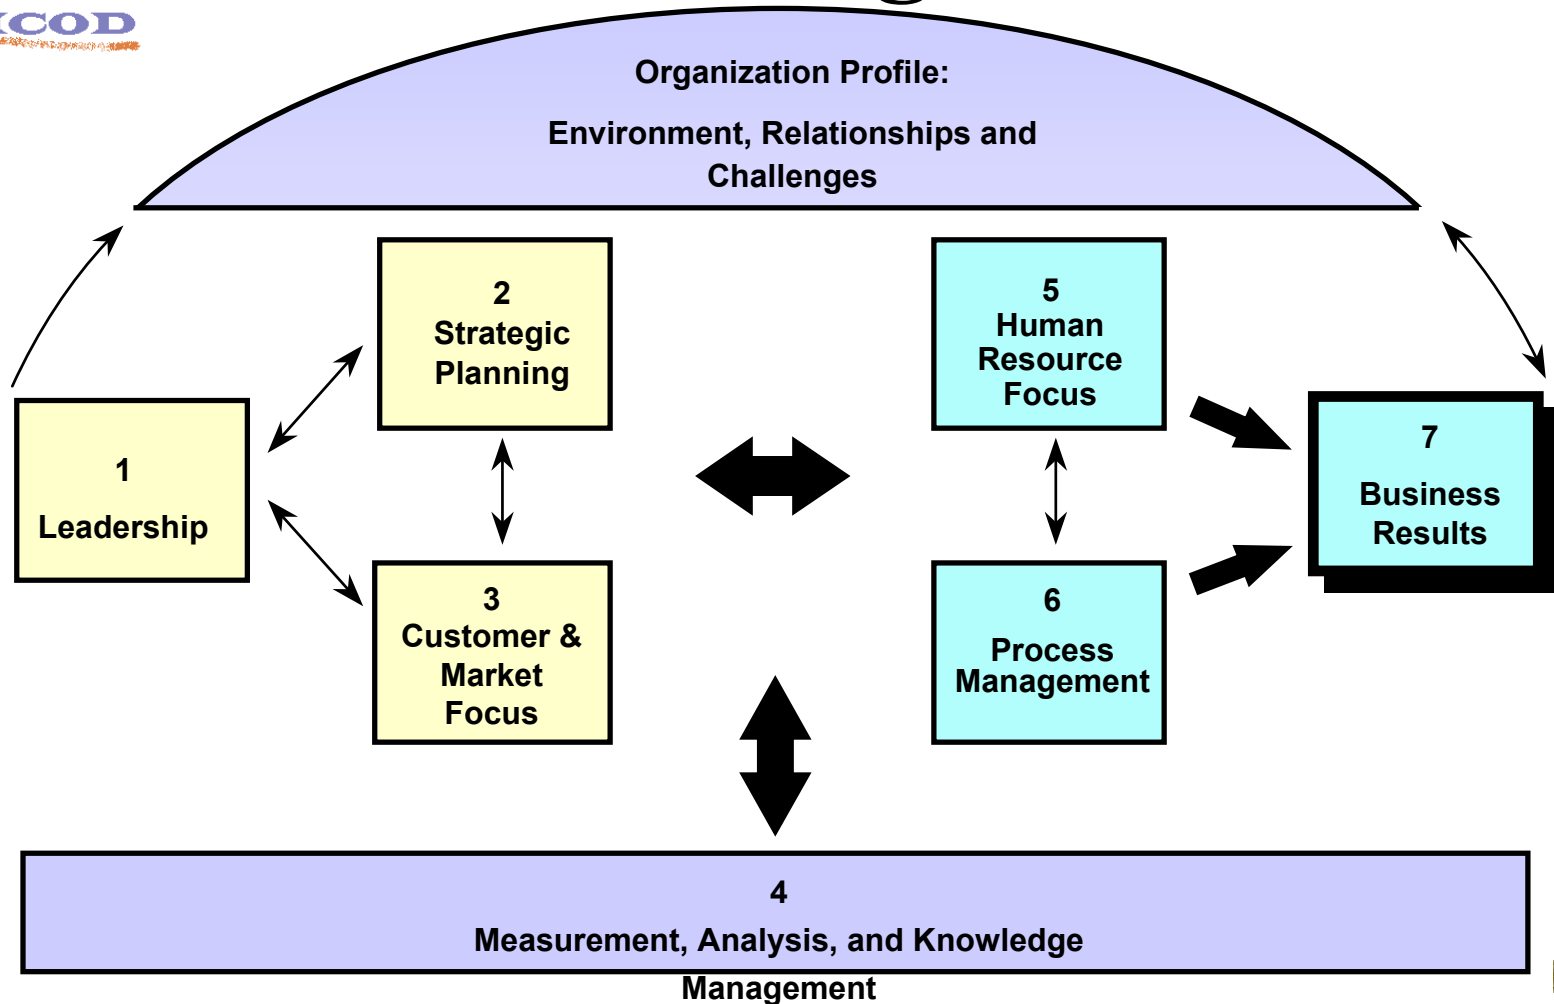 COD
Organization Profile:
Environment, Relationships and
Challenges
2
Strategic
Planning
5
Human
Resource
Focus
1
Leadership
7
Business
Results
3
Customer &
Market
Focus
6
Process
Management
4
Measurement, Analysis, and Knowledge
Management